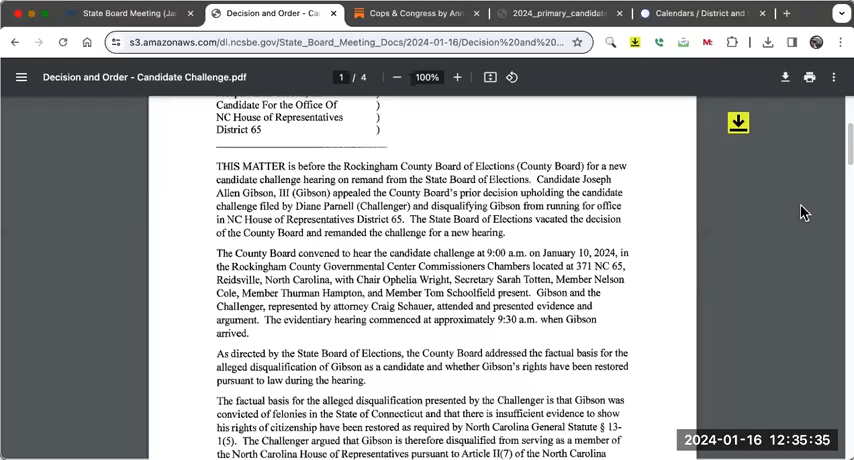 State Board Meeting (Jan
Decision and Order - Ca
Cops & Congress by Ann
2024_primary_candidate
Calendars / District and
s3.amazonaws.com/dl.ncsbe.gov/State_Board_Meeting_Docs/2024-01-16/Decision%20and%20...
Decision and Order - Candidate Challenge.pdf
1 / 4
100%
Candidate For the Office Of )
NC House of Representatives )
District 65 )
THIS MATTER is before the Rockingham County Board of Elections (County Board) for a new
candidate challenge hearing on remand from the State Board of Elections. Candidate Joseph
Allen Gibson, III (Gibson) appealed the County Board's prior decision upholding the candidate
challenge filed by Diane Parnell (Challenger) and disqualifying Gibson from running for office
in NC House of Representatives District 65. The State Board of Elections vacated the decision
of the County Board and remanded the challenge for a new hearing.
The County Board convened to hear the candidate challenge at 9:00 a.m. on January 10, 2024, in
the Rockingham County Governmental Center Commissioners Chambers located at 371 NC 65,
Reidsville, North Carolina, with Chair Ophelia Wright, Secretary Sarah Totten, Member Nelson
Cole, Member Thurman Hampton, and Member Tom Schoolfield present. Gibson and the
Challenger, represented by attorney Craig Schauer, attended and presented evidence and
argument. The evidentiary hearing commenced at approximately 9:30 a.m. when Gibson
arrived.
As directed by the State Board of Elections, the County Board addressed the factual basis for the
alleged disqualification of Gibson as a candidate and whether Gibson's rights have been restored
pursuant to law during the hearing.
The factual basis for the alleged disqualification presented by the Challenger is that Gibson was
convicted of felonies in the State of Connecticut and that there is insufficient evidence to show
his rights of citizenship have been restored as required by North Carolina General Statute § 13-
1(5). The Challenger argued that Gibson is therefore disqualified from serving as a member of
the North Carolina House of Representatives pursuant to Article II(7) of the North Carolina
2024-01-16 12:35:35